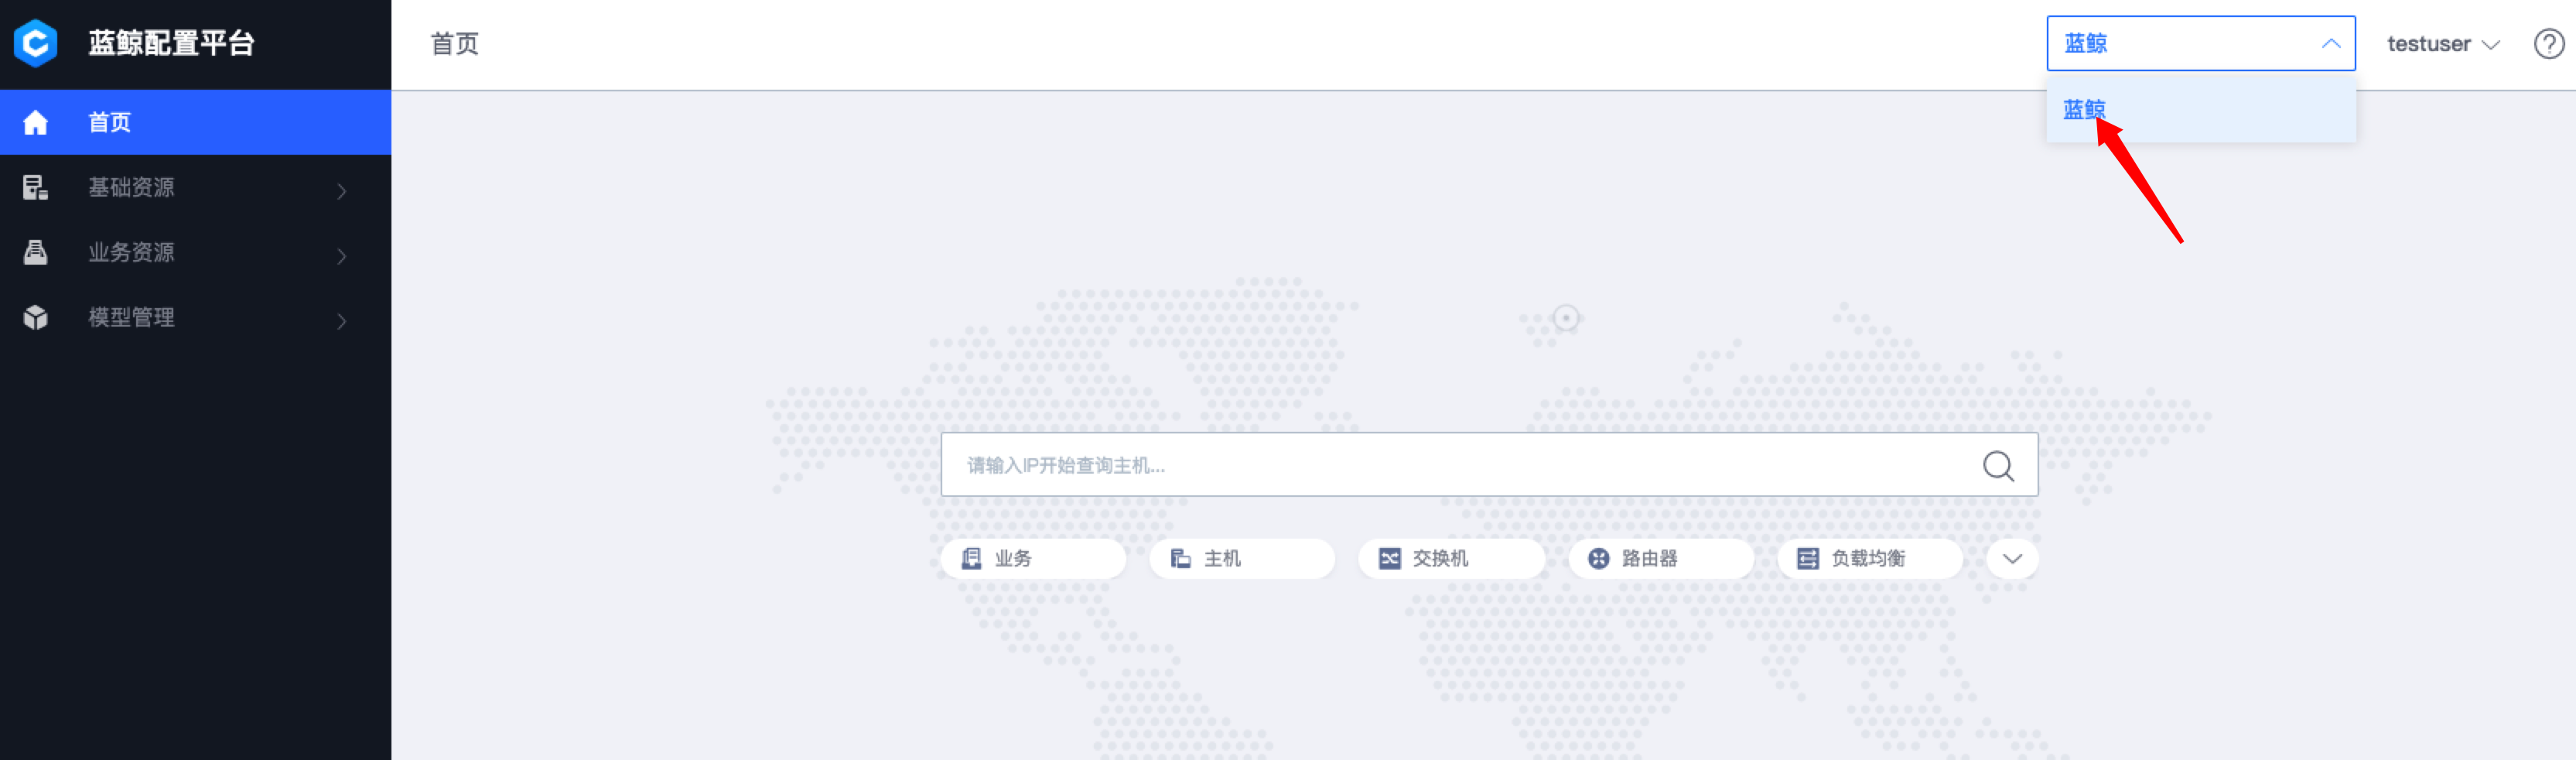 蓝鲸配置平台
首页
蓝鲸
testuser
蓝鲸
首页
基础资源
业务资源
模型管理
请输入IP开始查询主机...
业务
主机
交换机
路由器
负载均衡